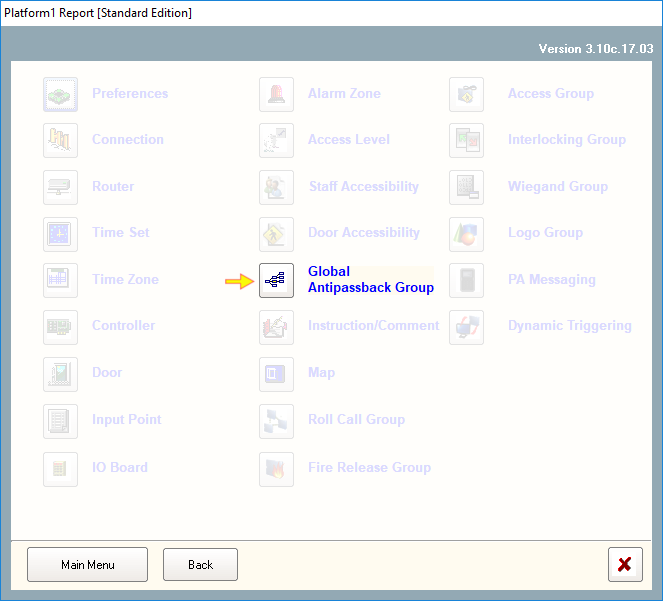 Platform1 Report [Standard Edition]
Version 3.10c.17.03
Preferences
Connection
Router
Time Set
Time Zone
Controller
Door
Input Point
IO Board
Alarm Zone
Access Level
Staff Accessibility
Door Accessibility
Global
Antipassback Group
Instruction/Comment
Map
Roll Call Group
Fire Release Group
Access Group
Interlocking Group
Wiegand Group
Logo Group
PA Messaging
Dynamic Triggering
Main Menu
Back